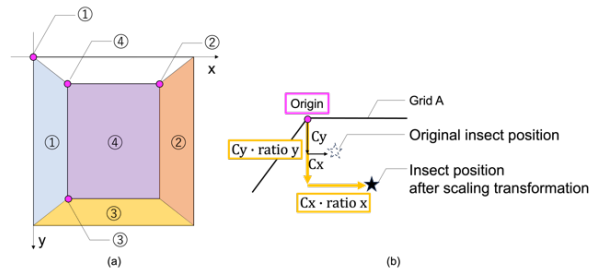 ①
④
②
x
①
④
②
③
y
③
(a)
Origin
Grid A
Cy
Original insect position
Cy · ratio y
Cx
Insect position
after scaling transformation
Cx · ratio x
(b)